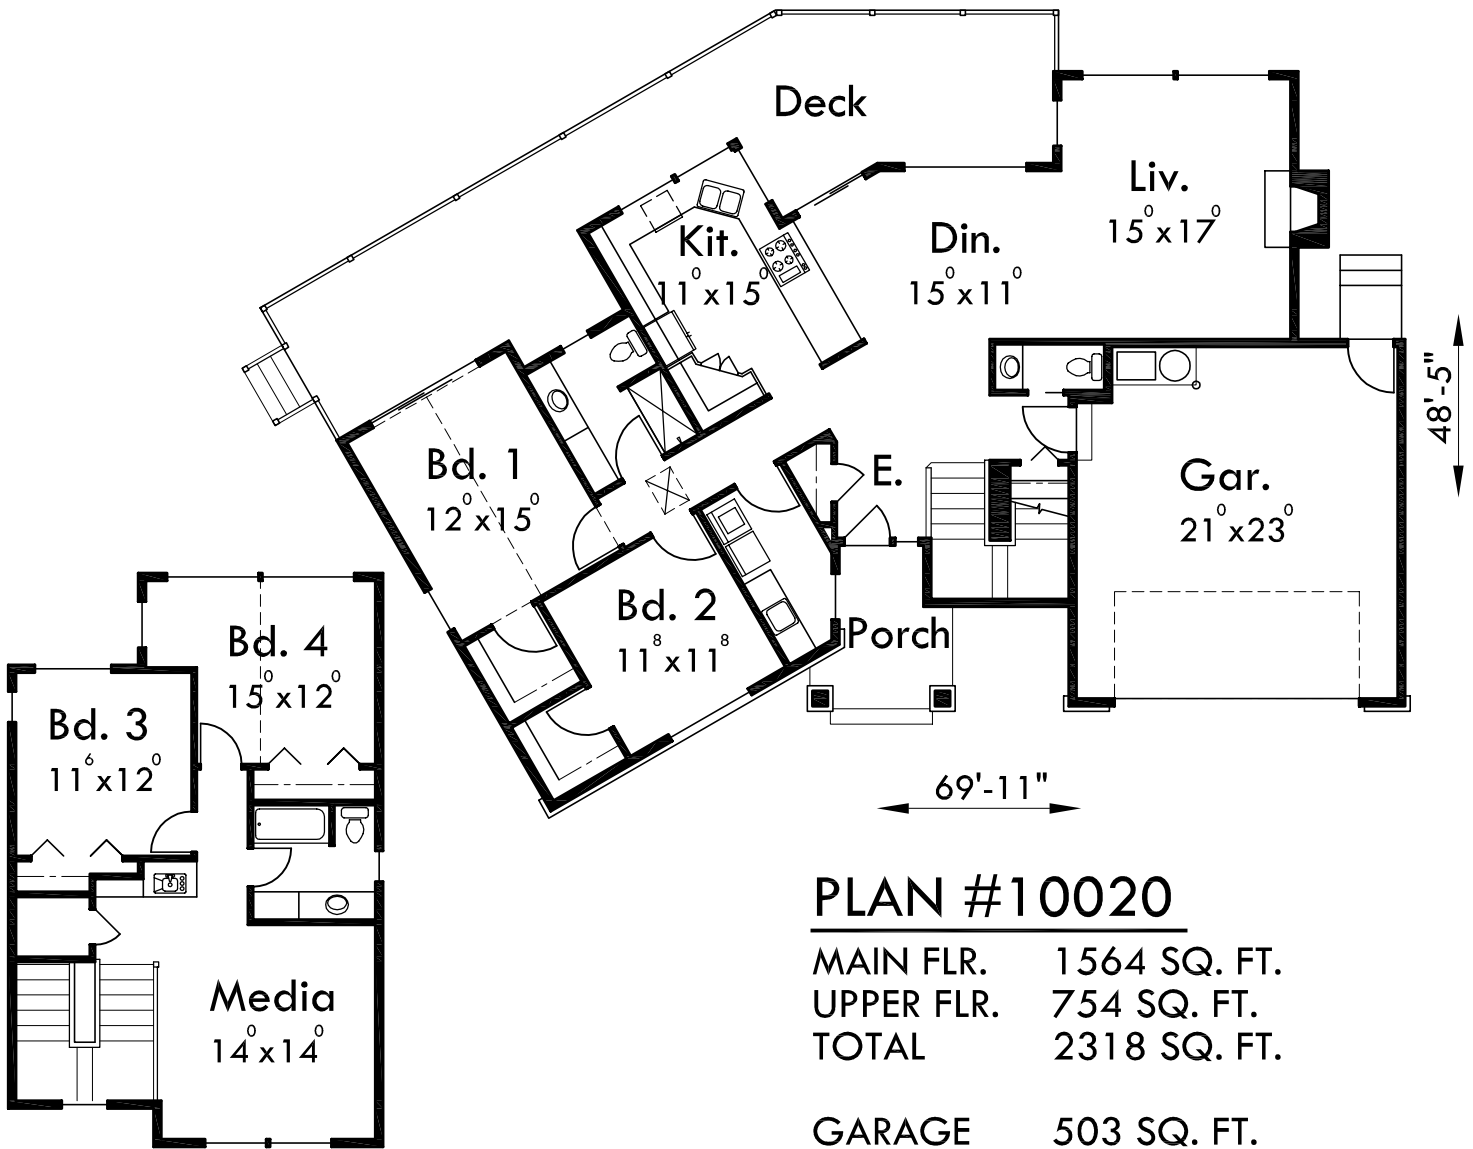 Deck
Liv.
15⁰x17⁰
Kit.
11⁰x15⁰
Din.
15⁰x11⁰
48'-5"
Bd. 1
12⁰x15⁰
E.
Gar.
21⁰x23⁰
Bd. 2
11⁸x11⁸
Porch
Bd. 4
15⁰x12⁰
Bd. 3
11⁶x12⁰
69'-11"
Media
14⁰x14⁰
PLAN #10020
MAIN FLR. 1564 SQ. FT.
UPPER FLR. 754 SQ. FT.
TOTAL 2318 SQ. FT.
GARAGE 503 SQ. FT.